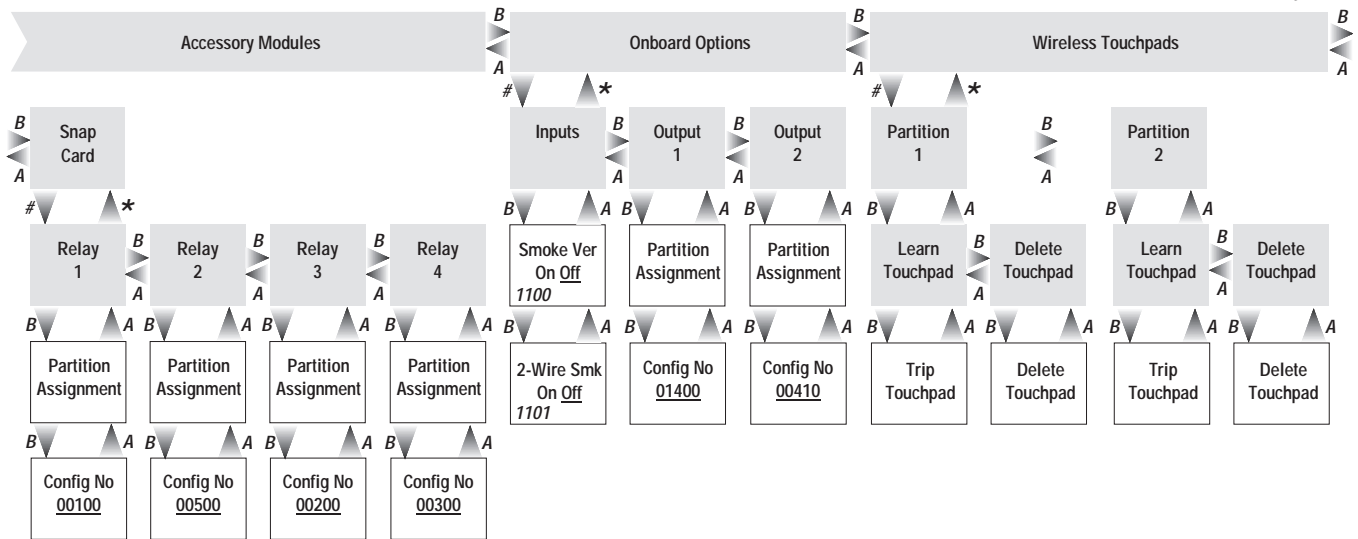 B B B
Accessory Modules Onboard Options Wireless Touchpads
A A A
# * # *
B Snap Card A
Inputs B A Output 1 B A Output 2
Partition 1 B A Partition 2
# * B A B A B A B A B A
Relay 1 B A Relay 2 B A Relay 3 B A Relay 4
Smoke Ver On Off 1100
Partition Assignment
Partition Assignment
Learn Touchpad B A Delete Touchpad
Learn Touchpad B A Delete Touchpad
B A B A B A B A B A B A B A B A B A B A B A
Partition Assignment
Partition Assignment
Partition Assignment
Partition Assignment
2-Wire Smk On Off 1101
Config No 01400
Config No 00410
Trip Touchpad
Delete Touchpad
Trip Touchpad
Delete Touchpad
B A B A B A B A
Config No 00100
Config No 00500
Config No 00200
Config No 00300